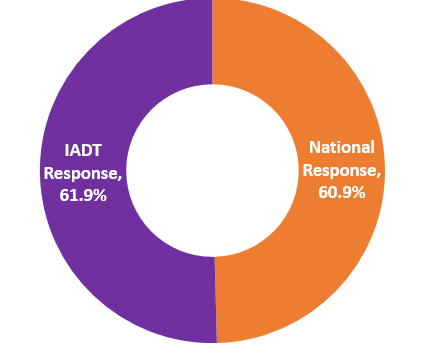 IADT
Response,
61.9%
National
Response,
60.9%